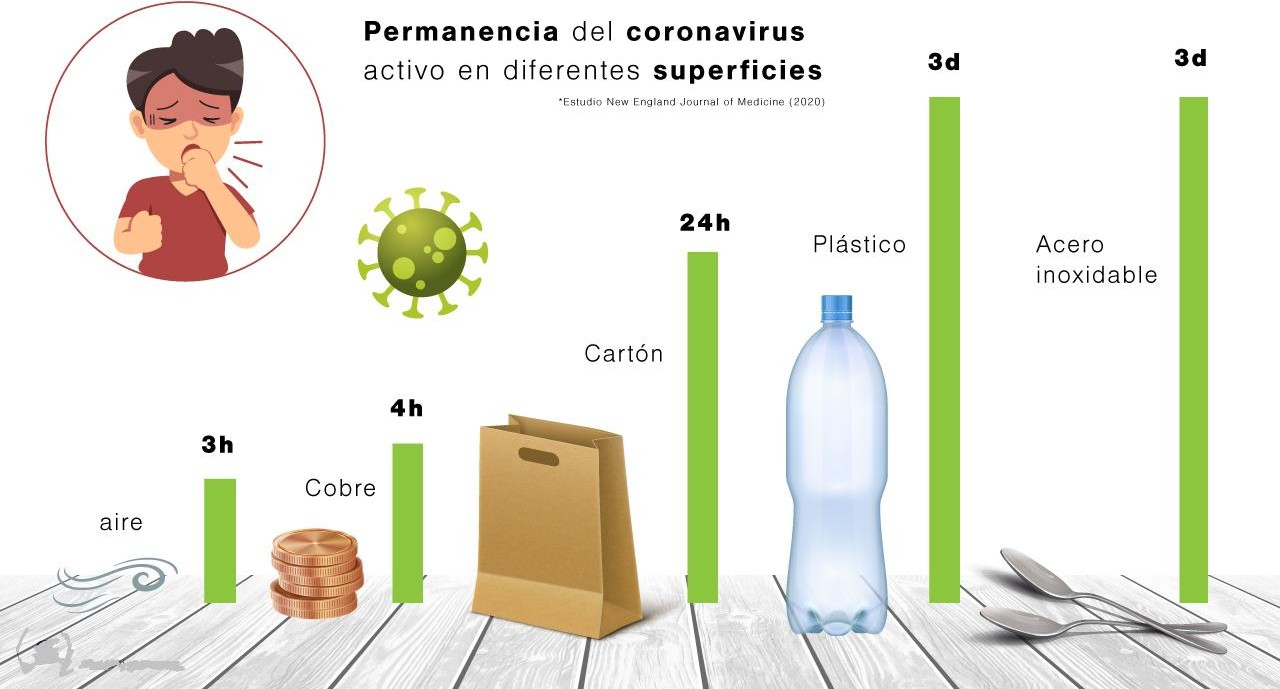 Permanencia del coronavirus
activo en diferentes superficies
*Estudio New England Journal of Medicine (2020)
3d
3d
24h
Plástico
Acero
inoxidable
Cartón
4h
3h
Cobre
aire